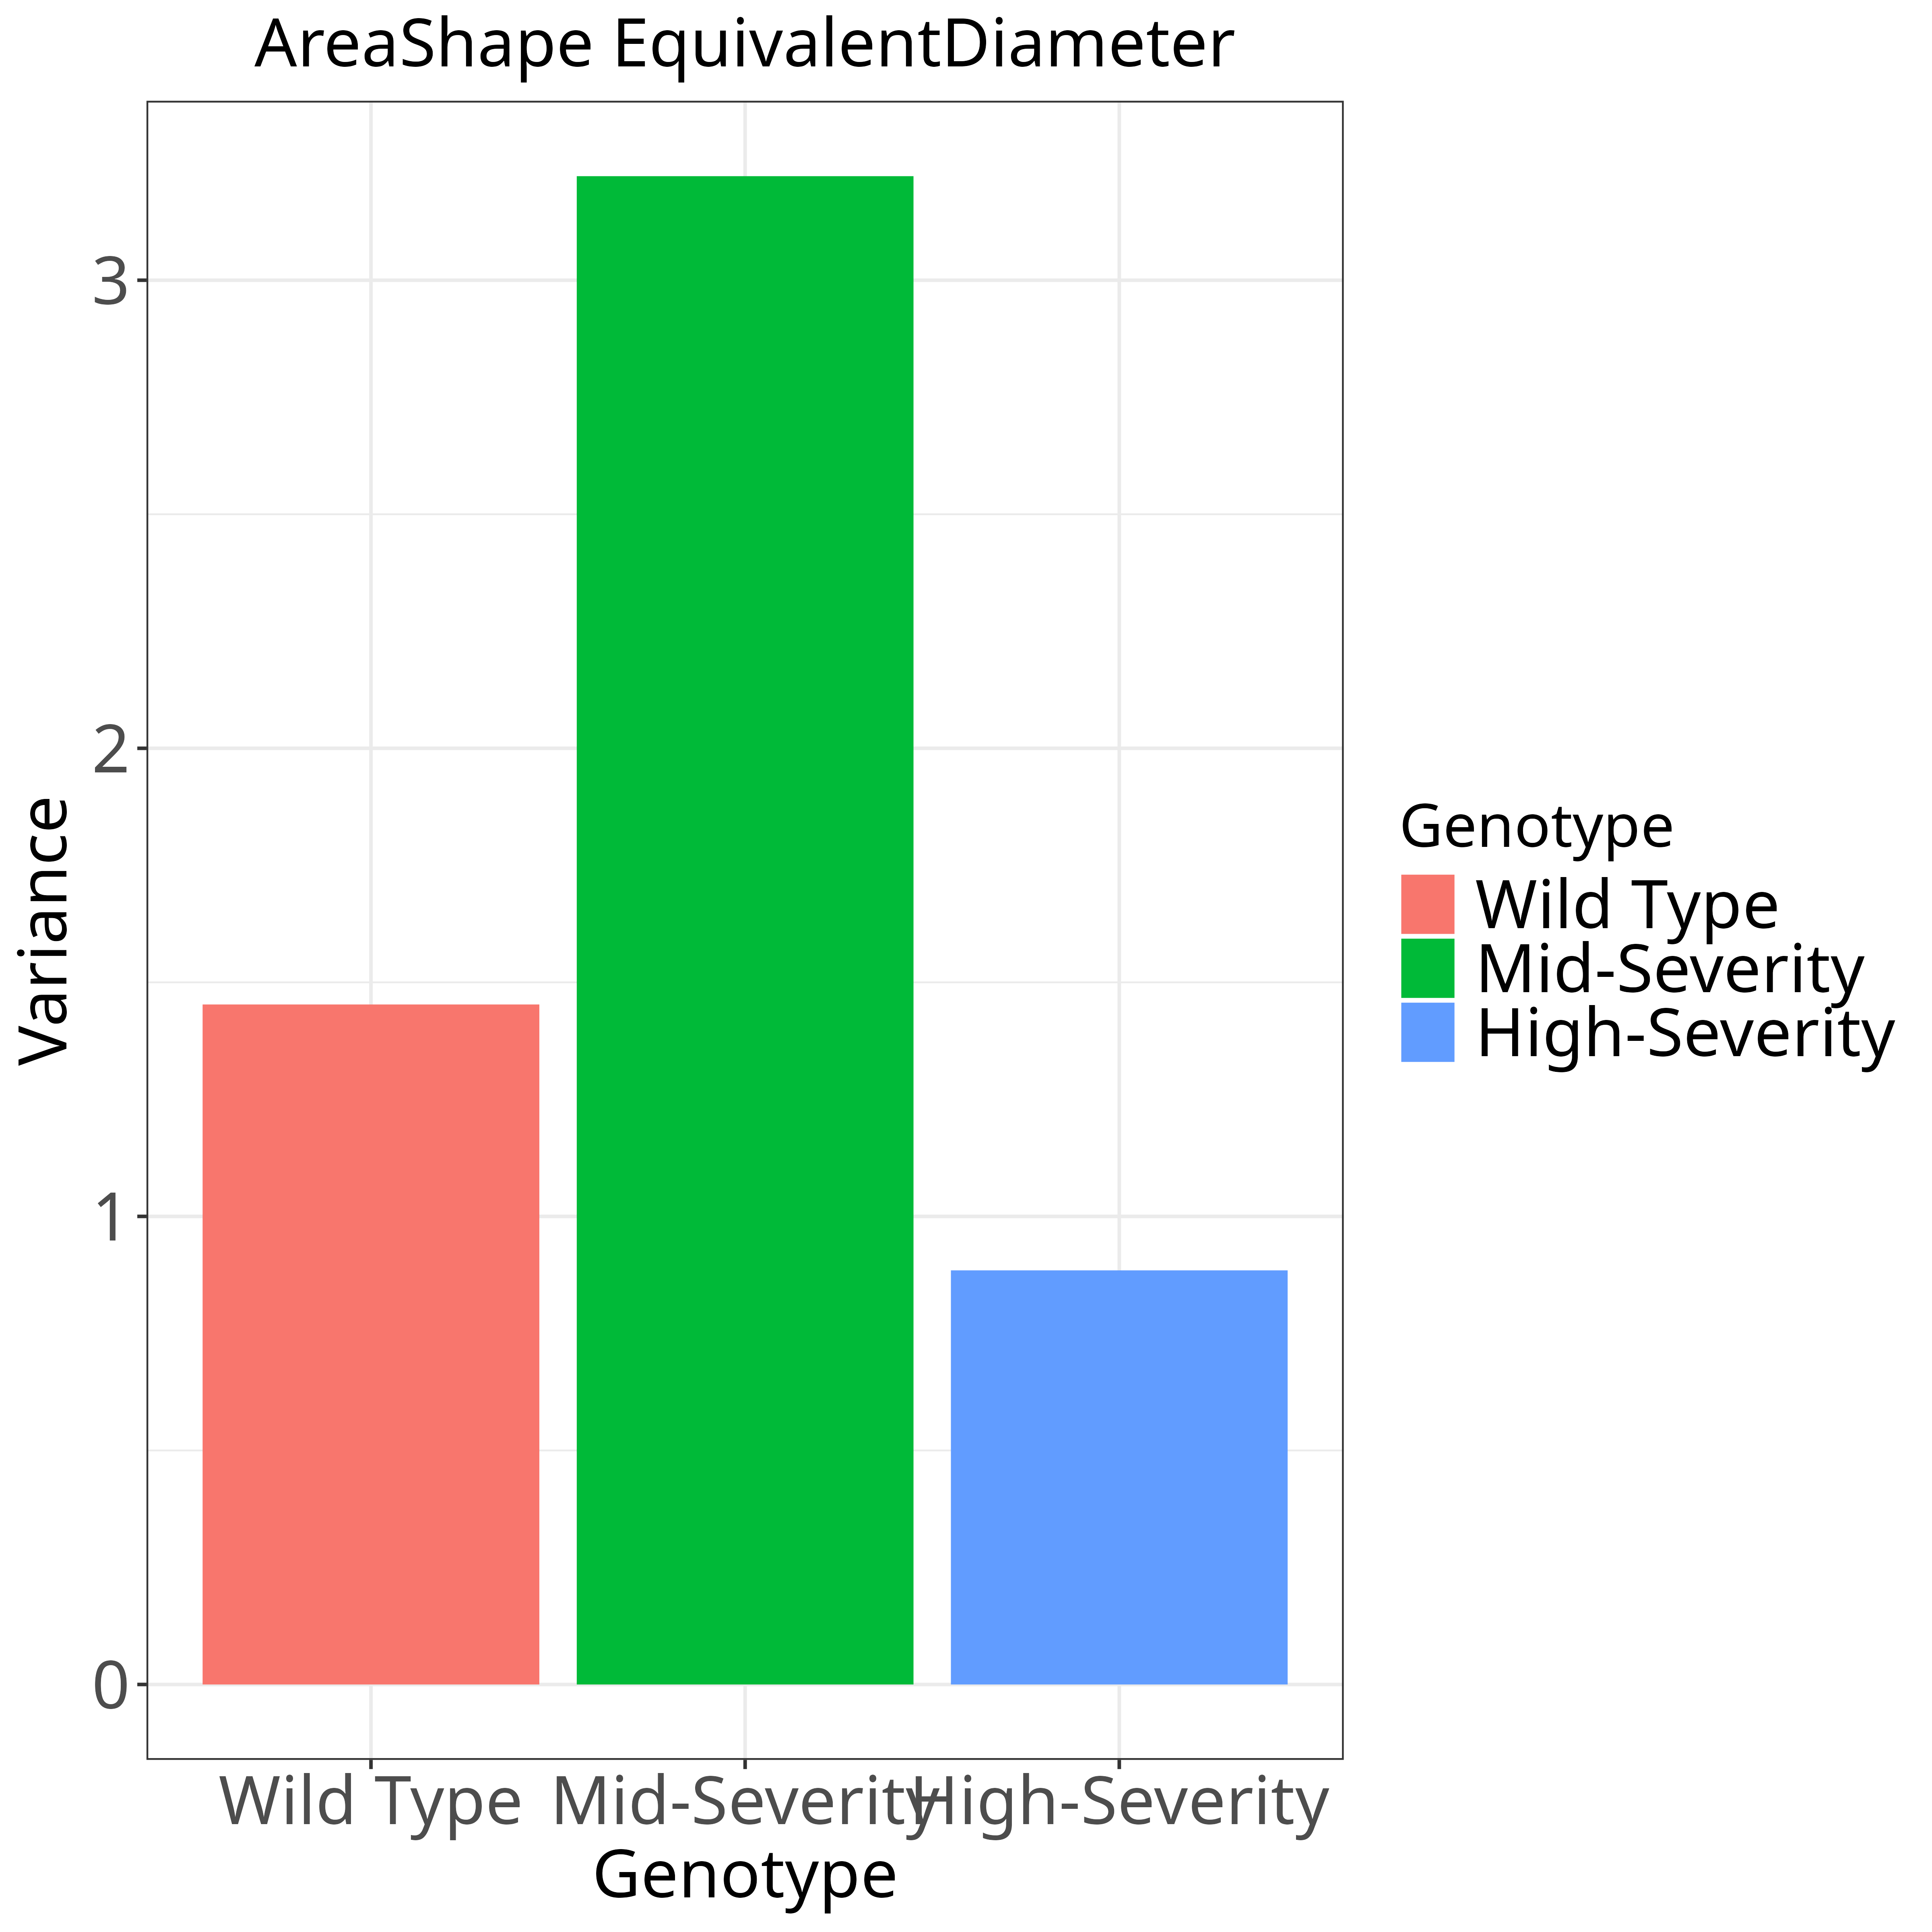 AreaShape EquivalentDiameter
3
2
1
0
Variance
Wild Type Mid-Severity High-Severity
Genotype
Genotype
Wild Type
Mid-Severity
High-Severity